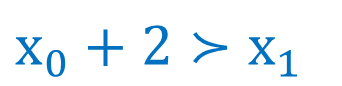 x₀ + 2 ≻ x₁